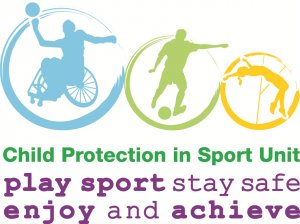 Child Protection in Sport Unit
play sport stay safe
enjoy and achieve